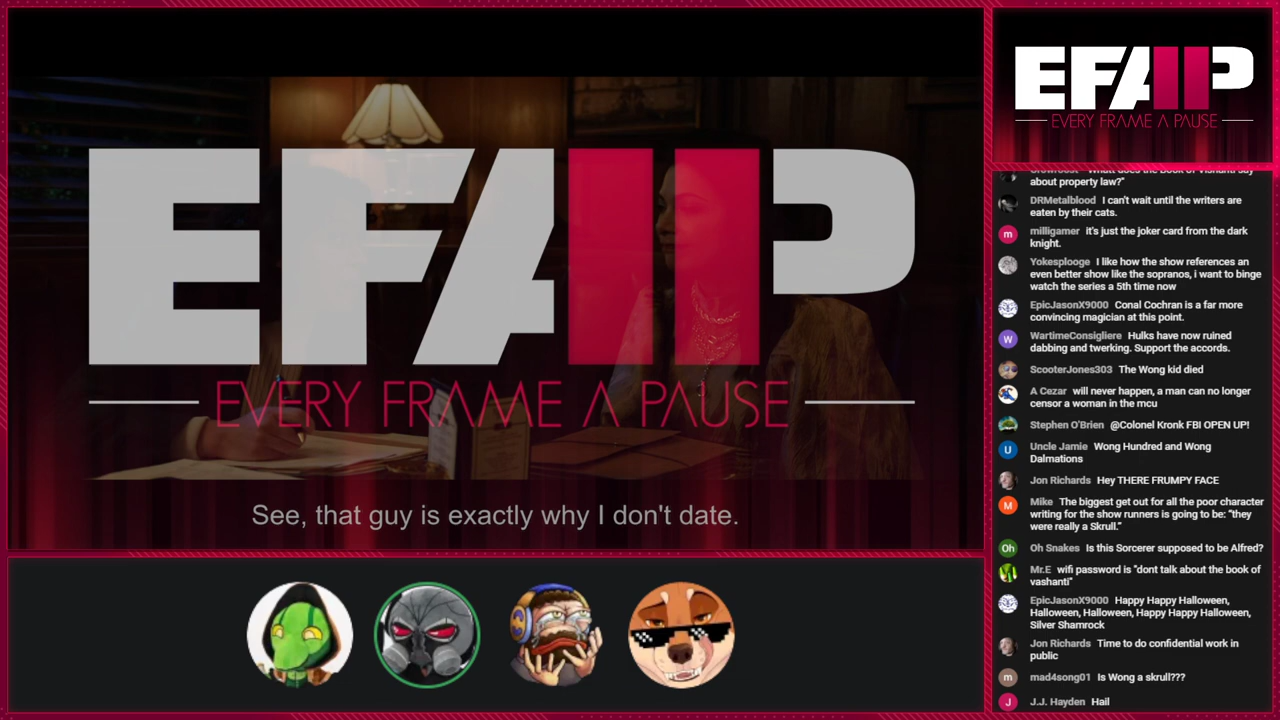 EFAP
EVERY FRAME A PAUSE
See, that guy is exactly why I don't date.
EFAP
EVERY FRAME A PAUSE
about property law?"
DRMetalblood I can't wait until the writers are
eaten by their cats.
m
milligamer it's just the joker card from the dark
knight.
Yokesplooge I like how the show references an
even better show like the sopranos, i want to binge
watch the series a 5th time now
EpicJasonX9000 Conal Cochran is a far more
convincing magician at this point.
W
WartimeConsigliere Hulks have now ruined
dabbing and twerking. Support the accords.
ScooterJones303 The Wong kid died
A Cezar will never happen, a man can no longer
censor a woman in the mcu
Stephen O'Brien @Colonel Kronk FBI OPEN UP!
U
Uncle Jamie Wong Hundred and Wong
Dalmations
Jon Richards Hey THERE FRUMPY FACE
M
Mike The biggest get out for all the poor character
writing for the show runners is going to be: "they
were really a Skrull."
Oh
Oh Snakes Is this Sorcerer supposed to be Alfred?
Mr.E wifi password is "dont talk about the book of
vashanti"
EpicJasonX9000 Happy Happy Halloween,
Halloween, Halloween, Happy Happy Halloween,
Silver Shamrock
Jon Richards Time to do confidential work in
public
m
mad4song01 Is Wong a skrull???
J
J.J. Hayden Hail